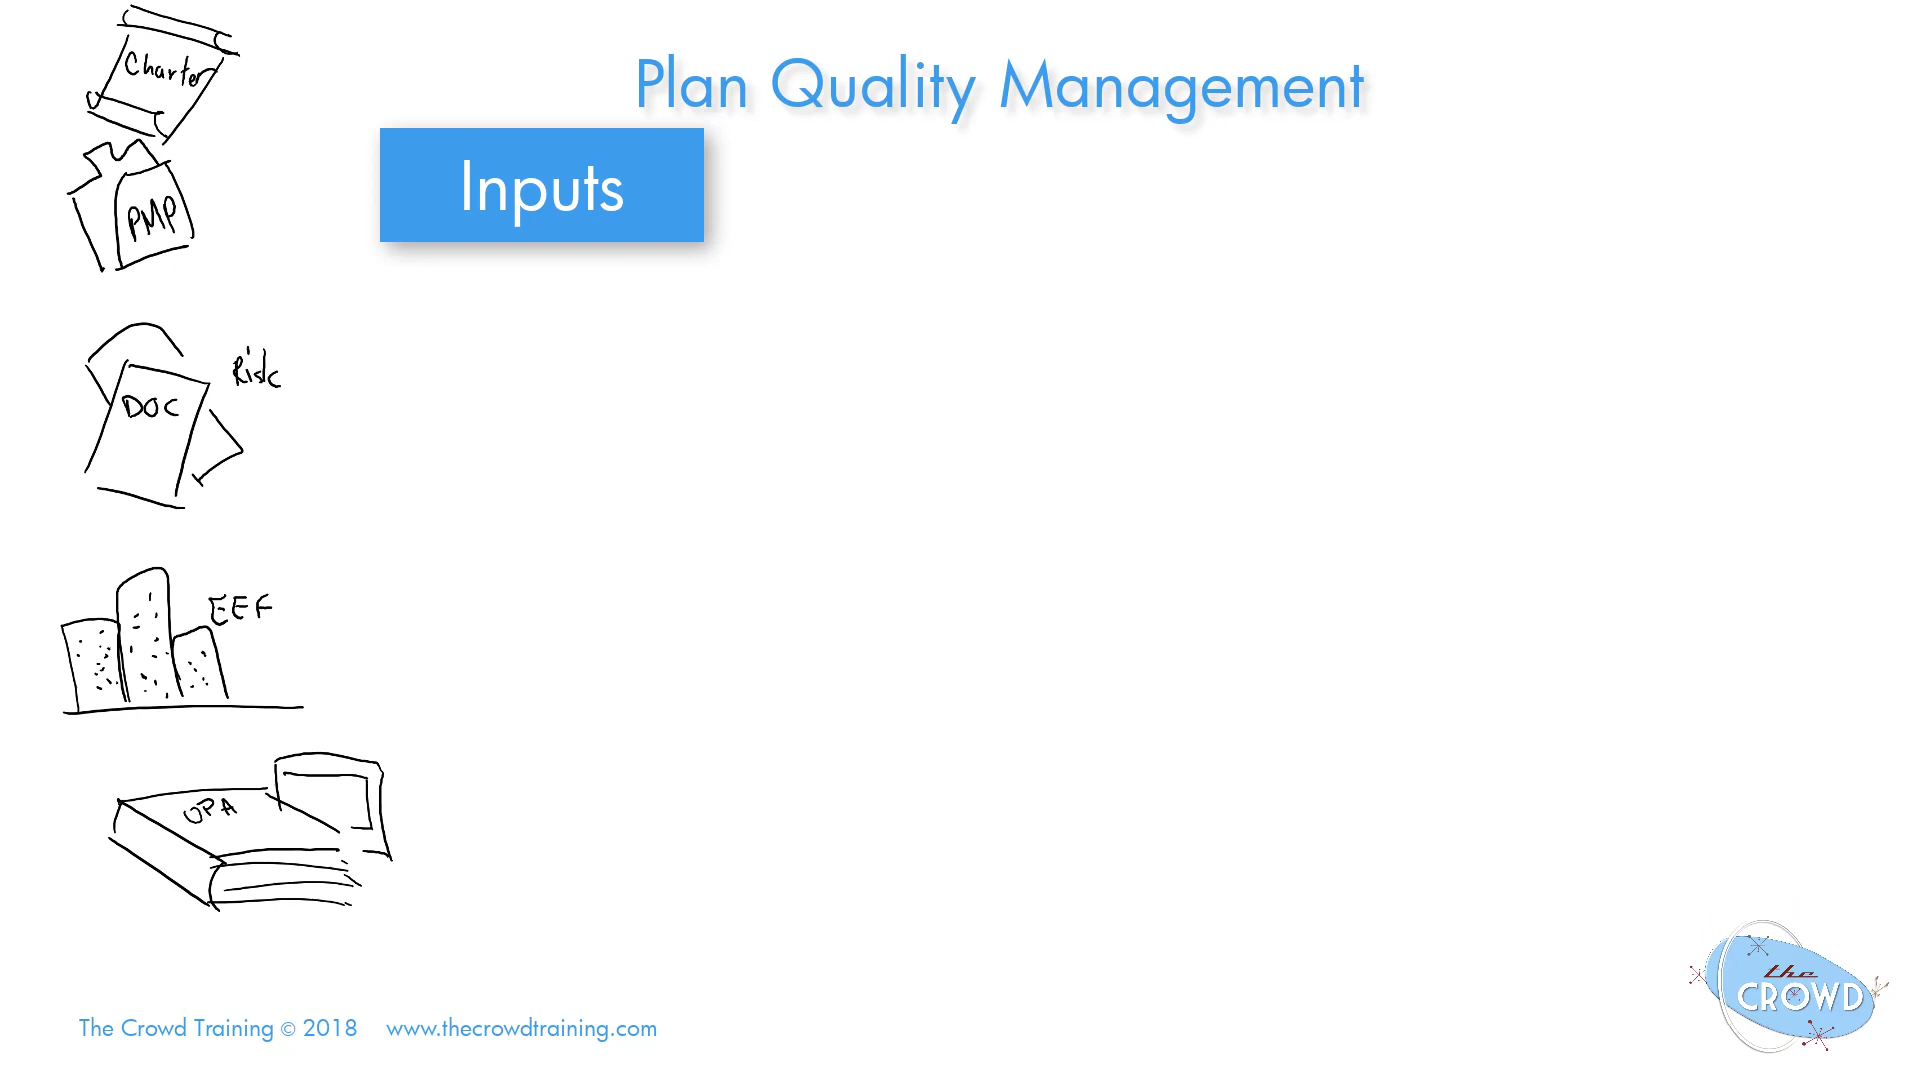 Plan Quality Management
Inputs
Charter
PMP
DOC
Risk
EEF
OPA
The Crowd Training © 2018 www.thecrowdtraining.com
the
CROWD